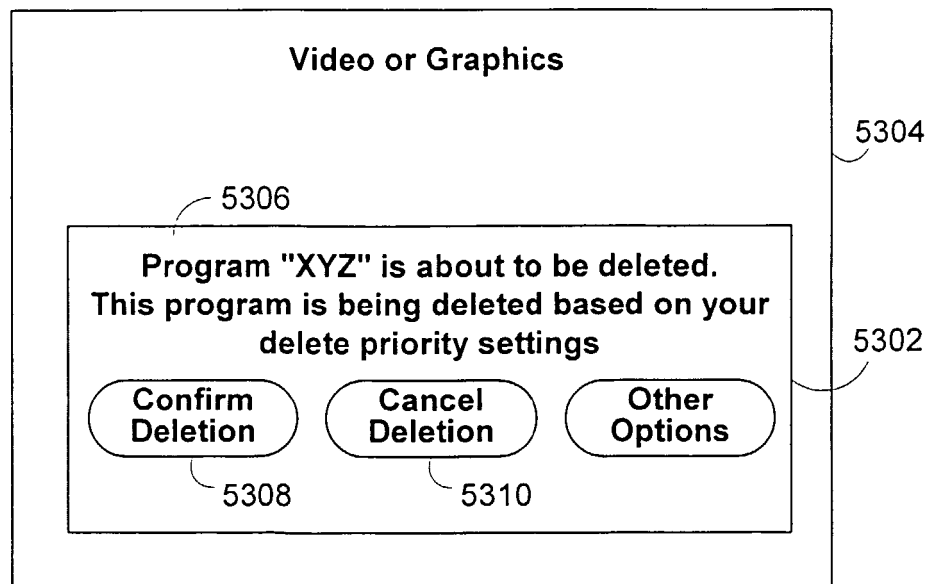 Video or Graphics
5304
5306
Program "XYZ" is about to be deleted.
This program is being deleted based on your
delete priority settings
5302
Confirm
Deletion
Cancel
Deletion
Other
Options
5308
5310